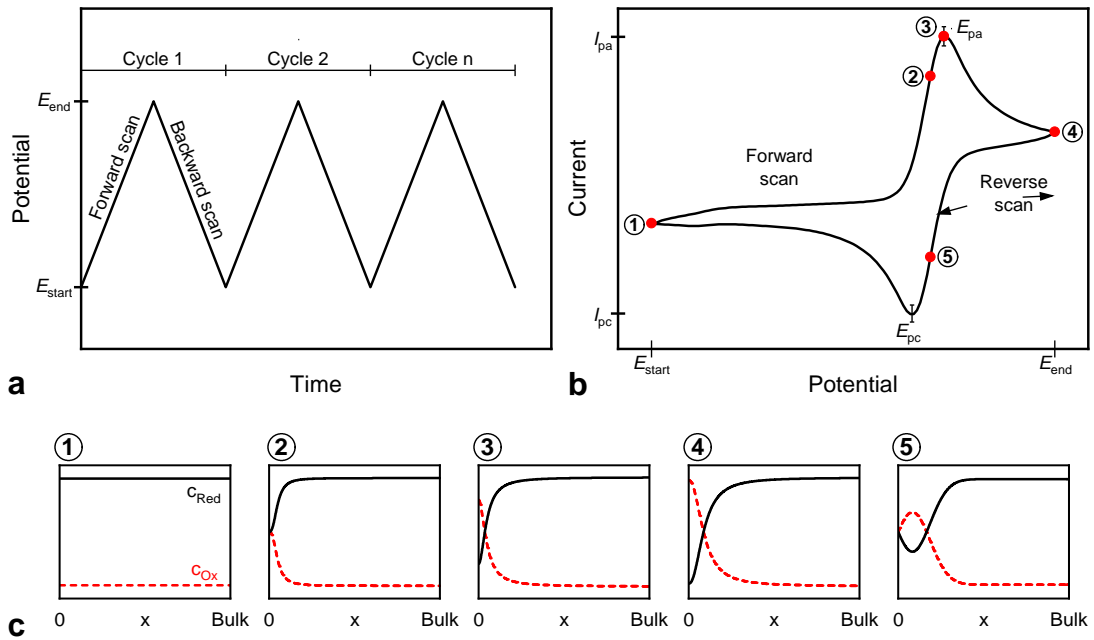 Cycle 1 Cycle 2 Cycle n
E_end
E_start
Potential
Forward scan
Backward scan
a
Time
I_pa
I_pc
Current
③ E_pa
②
④
Forward
scan
Reverse
scan
①
⑤
E_pc
E_start E_end
b
Potential
① ② ③ ④ ⑤
c_Red
c_Ox
0 x Bulk 0 x Bulk 0 x Bulk 0 x Bulk 0 x Bulk
c